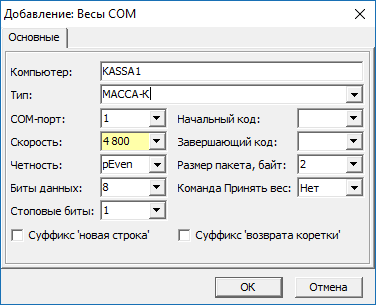 Добавление: Весы COM
Основные
Компьютер: KASSA1
Тип: МАССА-К
COM-порт: 1 Начальный код:
Скорость: 4 800 Завершающий код:
Четность: pEven Размер пакета, байт: 2
Биты данных: 8 Команда Принять вес: Нет
Стоповые биты: 1
Суффикс 'новая строка' Суффикс 'возврата коретки'
ОК Отмена